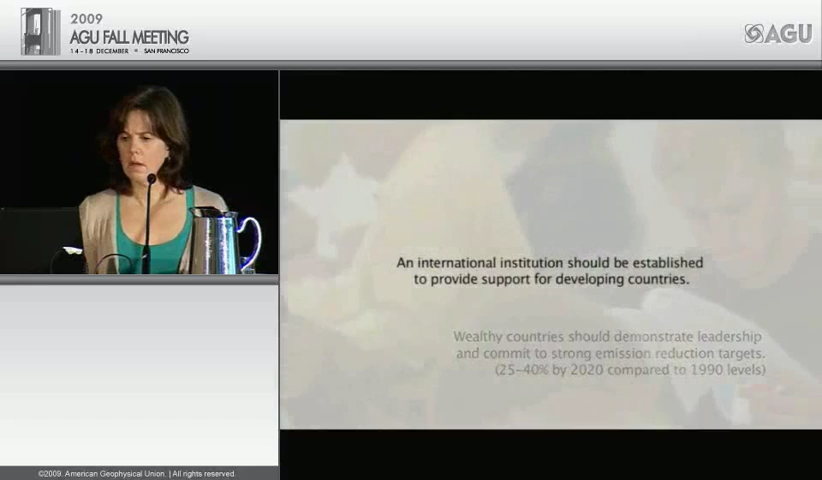 2009
AGU FALL MEETING
14-18 DECEMBER • SAN FRANCISCO
AGU
An international institution should be established
to provide support for developing countries.
Wealthy countries should demonstrate leadership
and commit to strong emission reduction targets.
(25-40% by 2020 compared to 1990 levels)
©2009. American Geophysical Union. | All rights reserved.